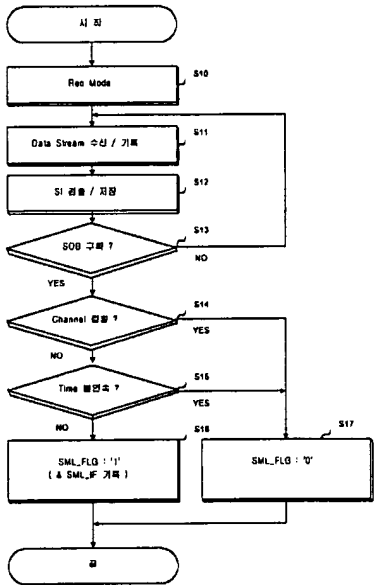 시 작
Rec Mode
S10
Data Stream 수신 / 기록
S11
SI 검출 / 저장
S12
SOB 구획 ?
S13
NO
YES
Channel 전환 ?
S14
YES
NO
Time 불연속 ?
S15
YES
NO
S16
SML_FLG : '1'
( & SML_IF 기록 )
S17
SML_FLG : '0'
끝